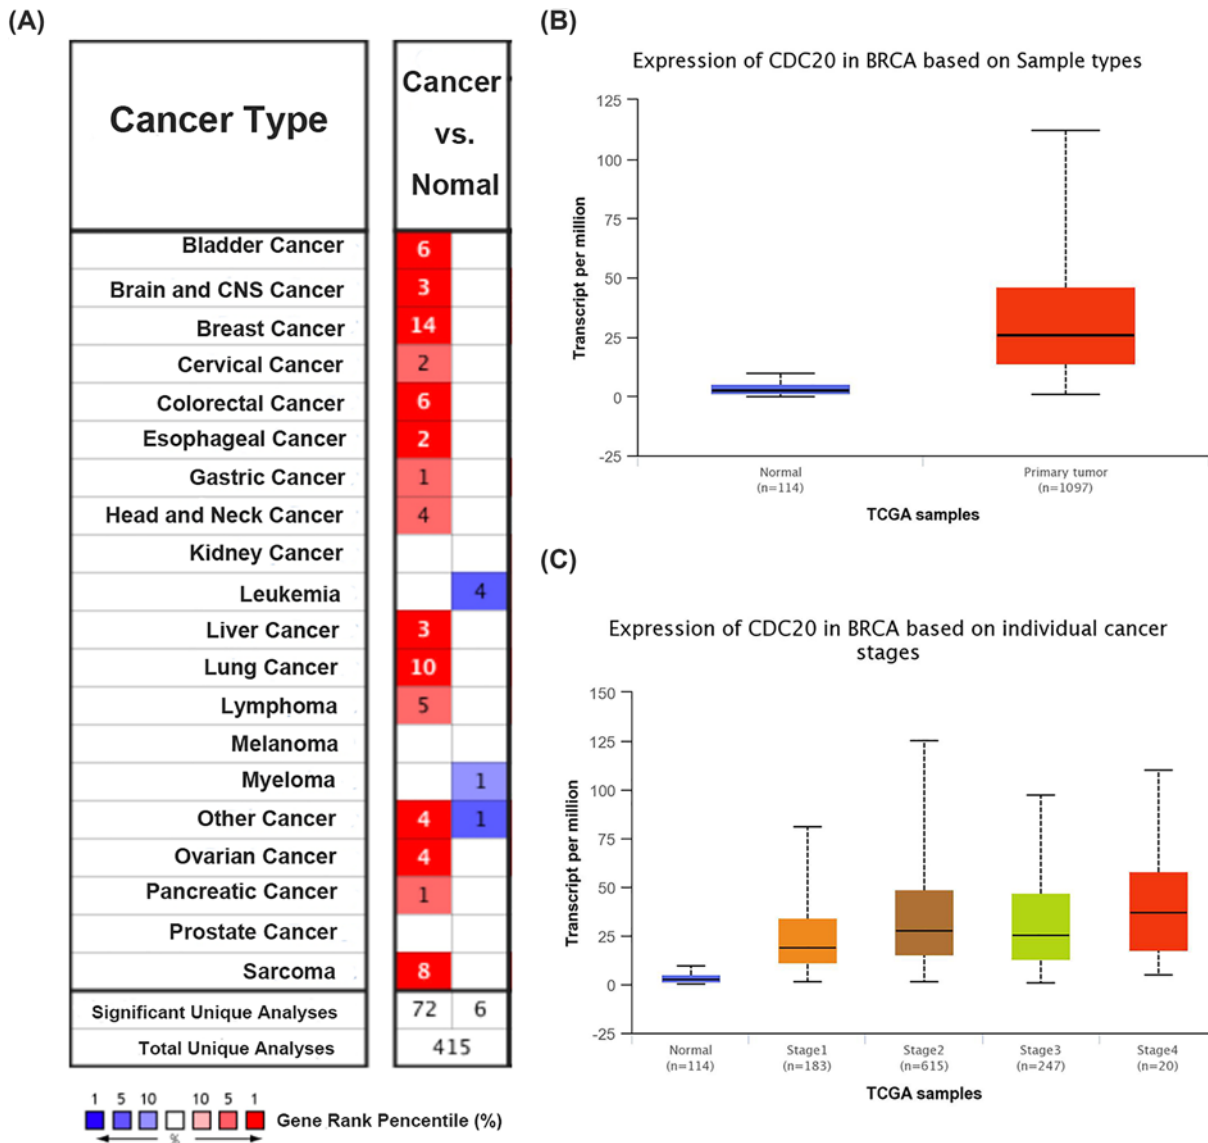 (A)
Cancer Type
Cancer
vs.
Nomal
Bladder Cancer 6
Brain and CNS Cancer 3
Breast Cancer 14
Cervical Cancer 2
Colorectal Cancer 6
Esophageal Cancer 2
Gastric Cancer 1
Head and Neck Cancer 4
Kidney Cancer
Leukemia 4
Liver Cancer 3
Lung Cancer 10
Lymphoma 5
Melanoma
Myeloma 1
Other Cancer 4 1
Ovarian Cancer 4
Pancreatic Cancer 1
Prostate Cancer
Sarcoma 8
Significant Unique Analyses 72 6
Total Unique Analyses 415
1 5 10 10 5 1
Gene Rank Percentile (%)
%
(B)
Expression of CDC20 in BRCA based on Sample types
Transcript per million
125
100
75
50
25
0
-25
Normal
(n=114)
Primary tumor
(n=1097)
TCGA samples
(C)
Expression of CDC20 in BRCA based on individual cancer
stages
Transcript per million
150
125
100
75
50
25
0
-25
Normal
(n=114)
Stage1
(n=183)
Stage2
(n=615)
Stage3
(n=247)
Stage4
(n=20)
TCGA samples